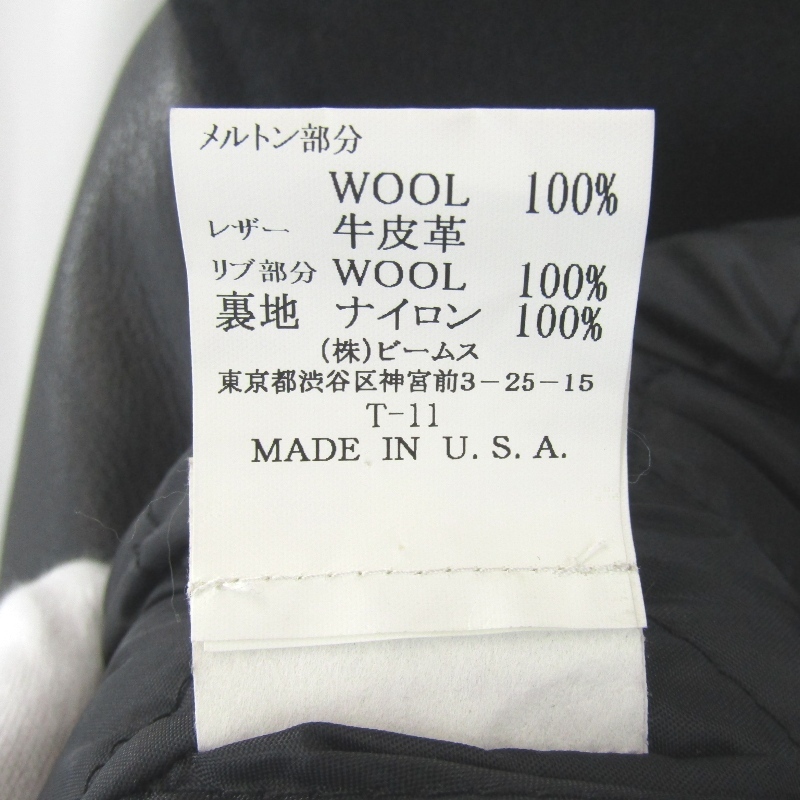 メルトン部分
WOOL 100%
レザー 牛皮革
リブ部分 WOOL 100%
裏地 ナイロン 100%
(株)ビームス
東京都渋谷区神宮前3-25-15
T-11
MADE IN U.S.A.